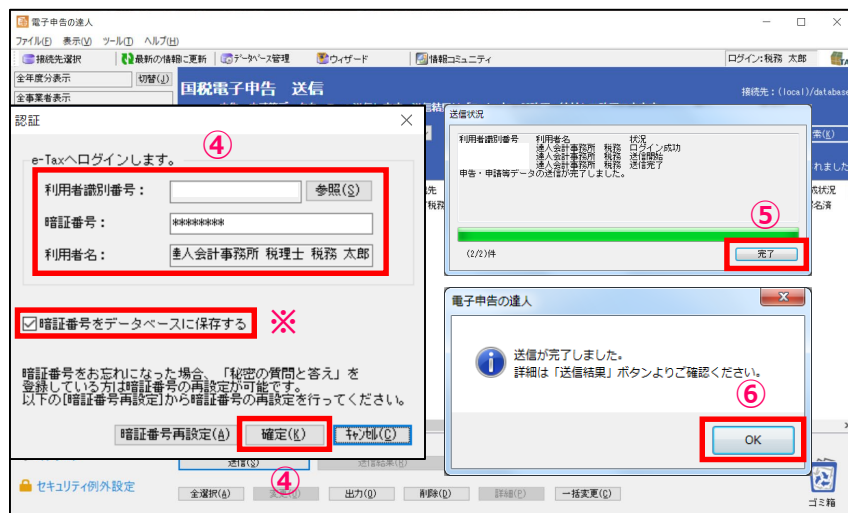 電子申告の達人
ファイル(F) 表示(V) ツール(T) ヘルプ(H)
接続先選択 最新の情報に更新 データベース管理 ウィザード 情報コミュニティ ログイン:税務 太郎
全年度分表示 切替(J)
全事業者表示
国税電子申告 送信
接続先:(local)/database
認証
④
e-Taxへログインします。
利用者識別番号: 参照(S)
暗証番号: ********
利用者名: 達人会計事務所 税理士 税務 太郎
暗証番号をデータベースに保存する ※
暗証番号をお忘れになった場合、「秘密の質問と答え」を
登録している方は暗証番号の再設定が可能です。
以下の[暗証番号再設定]から暗証番号の再設定を行ってください。
暗証番号再設定(A) 確定(K) キャンセル(C)
④
送信状況
利用者識別番号 利用者名 状況
達人会計事務所 税務 ログイン成功
達人会計事務所 税務 送信開始
達人会計事務所 税務 送信完了
申告・申請等データの送信が完了しました。
⑤
(2/2)件 完了
電子申告の達人
送信が完了しました。
詳細は「送信結果」ボタンよりご確認ください。
⑥
OK
送信(S) 送信結果(H)
セキュリティ例外設定
全選択(A) 出力(O) 削除(D) 詳細(P) 一括変更(C)
ゴミ箱